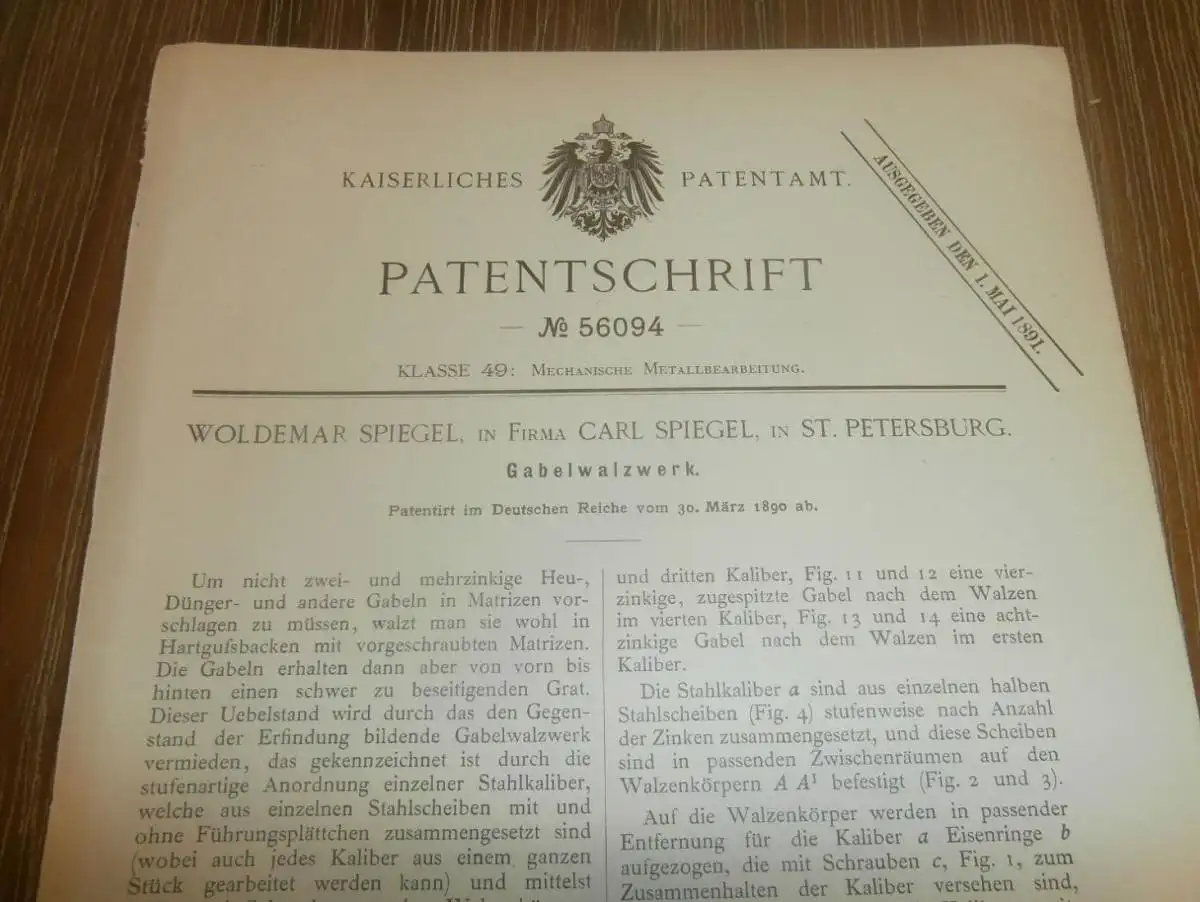 KAISERLICHES PATENTAMT.
AUSGEGEBEN DEN 1. MAI 1891.
PATENTSCHRIFT
— № 56094 —
KLASSE 49: MECHANISCHE METALLBEARBEITUNG.
WOLDEMAR SPIEGEL, IN FIRMA CARL SPIEGEL, IN ST. PETERSBURG.
Gabelwalzwerk.
Patentirt im Deutschen Reiche vom 30. März 1890 ab.
Um nicht zwei- und mehrzinkige Heu-,
Dünger- und andere Gabeln in Matrizen vor-
schlagen zu müssen, walzt man sie wohl in
Hartgufsbacken mit vorgeschraubten Matrizen.
Die Gabeln erhalten dann aber von vorn bis
hinten einen schwer zu beseitigenden Grat.
Dieser Uebelstand wird durch das den Gegen-
stand der Erfindung bildende Gabelwalzwerk
vermieden, das gekennzeichnet ist durch die
stufenartige Anordnung einzelner Stahlkaliber,
welche aus einzelnen Stahlscheiben mit und
ohne Führungsplättchen zusammengesetzt sind
(wobei auch jedes Kaliber aus einem ganzen
Stück gearbeitet werden kann) und mittelst
und dritten Kaliber, Fig. 11 und 12 eine vier-
zinkige, zugespitzte Gabel nach dem Walzen
im vierten Kaliber, Fig. 13 und 14 eine acht-
zinkige Gabel nach dem Walzen im ersten
Kaliber.
Die Stahlkaliber a sind aus einzelnen halben
Stahlscheiben (Fig. 4) stufenweise nach Anzahl
der Zinken zusammengesetzt, und diese Scheiben
sind in passenden Zwischenräumen auf den
Walzenkörpern A A¹ befestigt (Fig. 2 und 3).
Auf die Walzenkörper werden in passender
Entfernung für die Kaliber a Eisenringe b
aufgezogen, die mit Schrauben c, Fig. 1, zum
Zusammenhalten der Kaliber versehen sind,